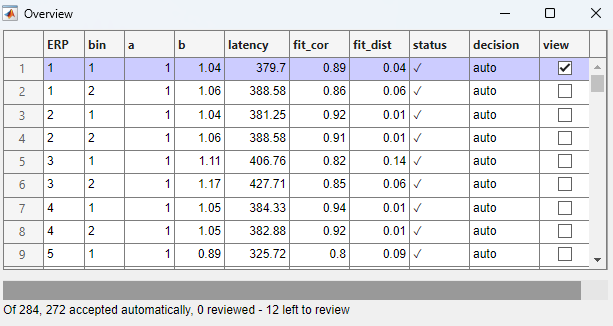 Overview
ERP bin a b latency fit_cor fit_dist status decision view
1 1 1 1 1.04 379.7 0.89 0.04 ✓ auto
2 1 2 1 1.06 388.58 0.86 0.06 ✓ auto
3 2 1 1 1.04 381.25 0.92 0.01 ✓ auto
4 2 2 1 1.06 388.58 0.91 0.01 ✓ auto
5 3 1 1 1.11 406.76 0.82 0.14 ✓ auto
6 3 2 1 1.17 427.71 0.85 0.06 ✓ auto
7 4 1 1 1.05 384.33 0.94 0.01 ✓ auto
8 4 2 1 1.05 382.88 0.92 0.01 ✓ auto
9 5 1 1 0.89 325.72 0.8 0.09 ✓ auto
Of 284, 272 accepted automatically, 0 reviewed - 12 left to review